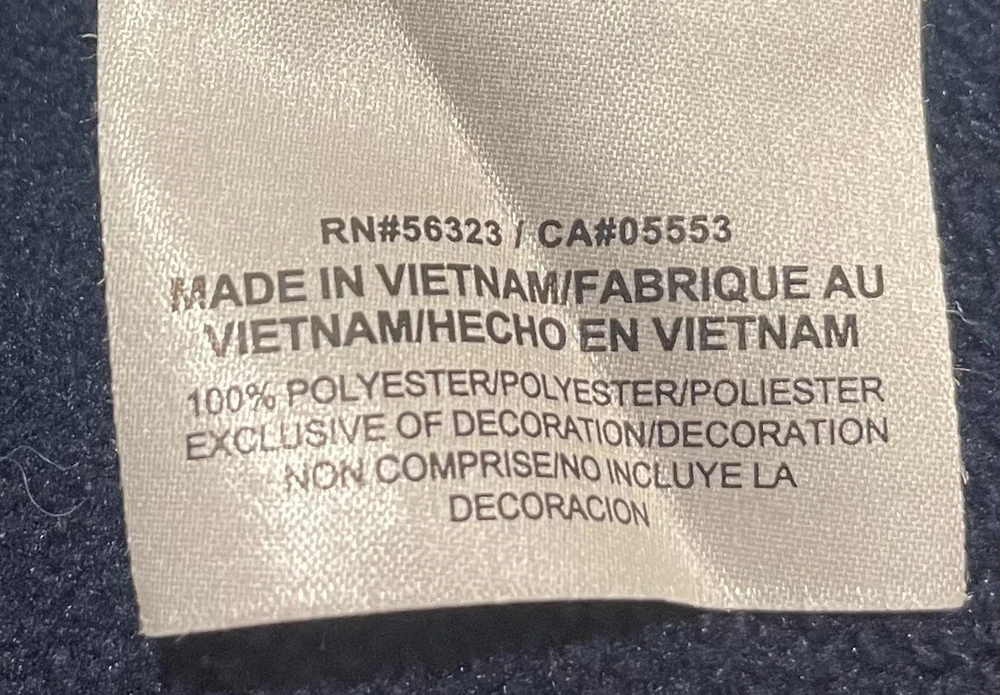 RN#56323 / CA#05553
MADE IN VIETNAM/FABRIQUE AU
VIETNAM/HECHO EN VIETNAM
100% POLYESTER/POLYESTER/POLIESTER
EXCLUSIVE OF DECORATION/DECORATION
NON COMPRISE/NO INCLUYE LA
DECORACION